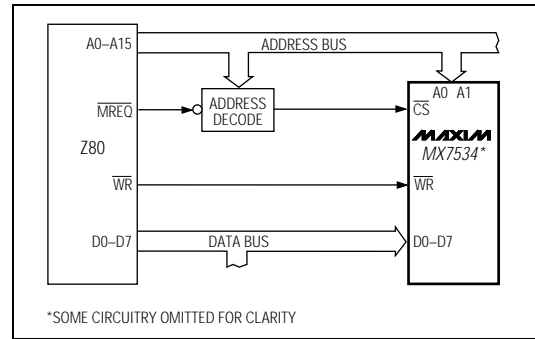 A0–A15
ADDRESS BUS
A0 A1
MREQ
ADDRESS
DECODE
CS
MAXIM
MX7534*
Z80
WR
WR
D0–D7
DATA BUS
D0–D7
*SOME CIRCUITRY OMITTED FOR CLARITY